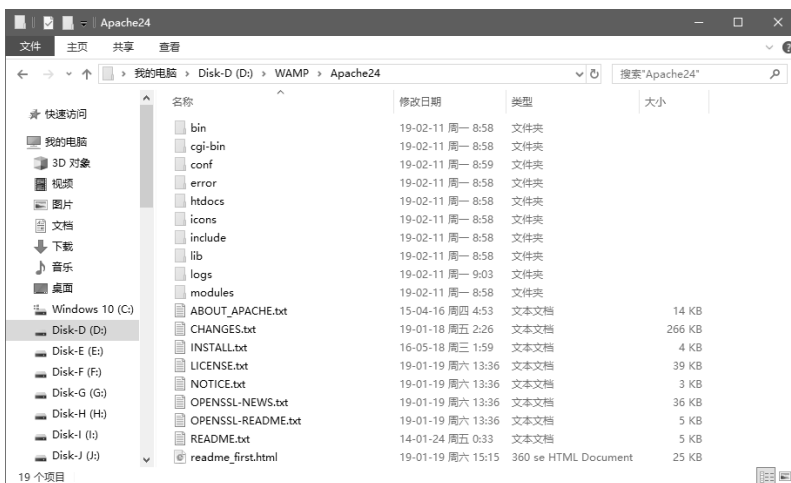 Apache24
文件 主页 共享 查看
我的电脑 › Disk-D (D:) › WAMP › Apache24 搜索"Apache24"
名称 修改日期 类型 大小
快速访问
我的电脑
3D 对象
视频
图片
文档
下载
音乐
桌面
Windows 10 (C:)
Disk-D (D:)
Disk-E (E:)
Disk-F (F:)
Disk-G (G:)
Disk-H (H:)
Disk-I (I:)
Disk-J (J:)
bin 19-02-11 周一 8:58 文件夹
cgi-bin 19-02-11 周一 8:58 文件夹
conf 19-02-11 周一 8:59 文件夹
error 19-02-11 周一 8:58 文件夹
htdocs 19-02-11 周一 8:58 文件夹
icons 19-02-11 周一 8:58 文件夹
include 19-02-11 周一 8:58 文件夹
lib 19-02-11 周一 8:58 文件夹
logs 19-02-11 周一 9:03 文件夹
modules 19-02-11 周一 8:58 文件夹
ABOUT_APACHE.txt 15-04-16 周四 4:53 文本文档 14 KB
CHANGES.txt 19-01-18 周五 2:26 文本文档 266 KB
INSTALL.txt 16-05-18 周三 1:59 文本文档 4 KB
LICENSE.txt 19-01-19 周六 13:36 文本文档 39 KB
NOTICE.txt 19-01-19 周六 13:36 文本文档 3 KB
OPENSSL-NEWS.txt 19-01-19 周六 13:36 文本文档 36 KB
OPENSSL-README.txt 19-01-19 周六 13:36 文本文档 5 KB
README.txt 14-01-24 周五 0:33 文本文档 5 KB
readme_first.html 19-01-19 周六 15:15 360 se HTML Document 25 KB
19 个项目